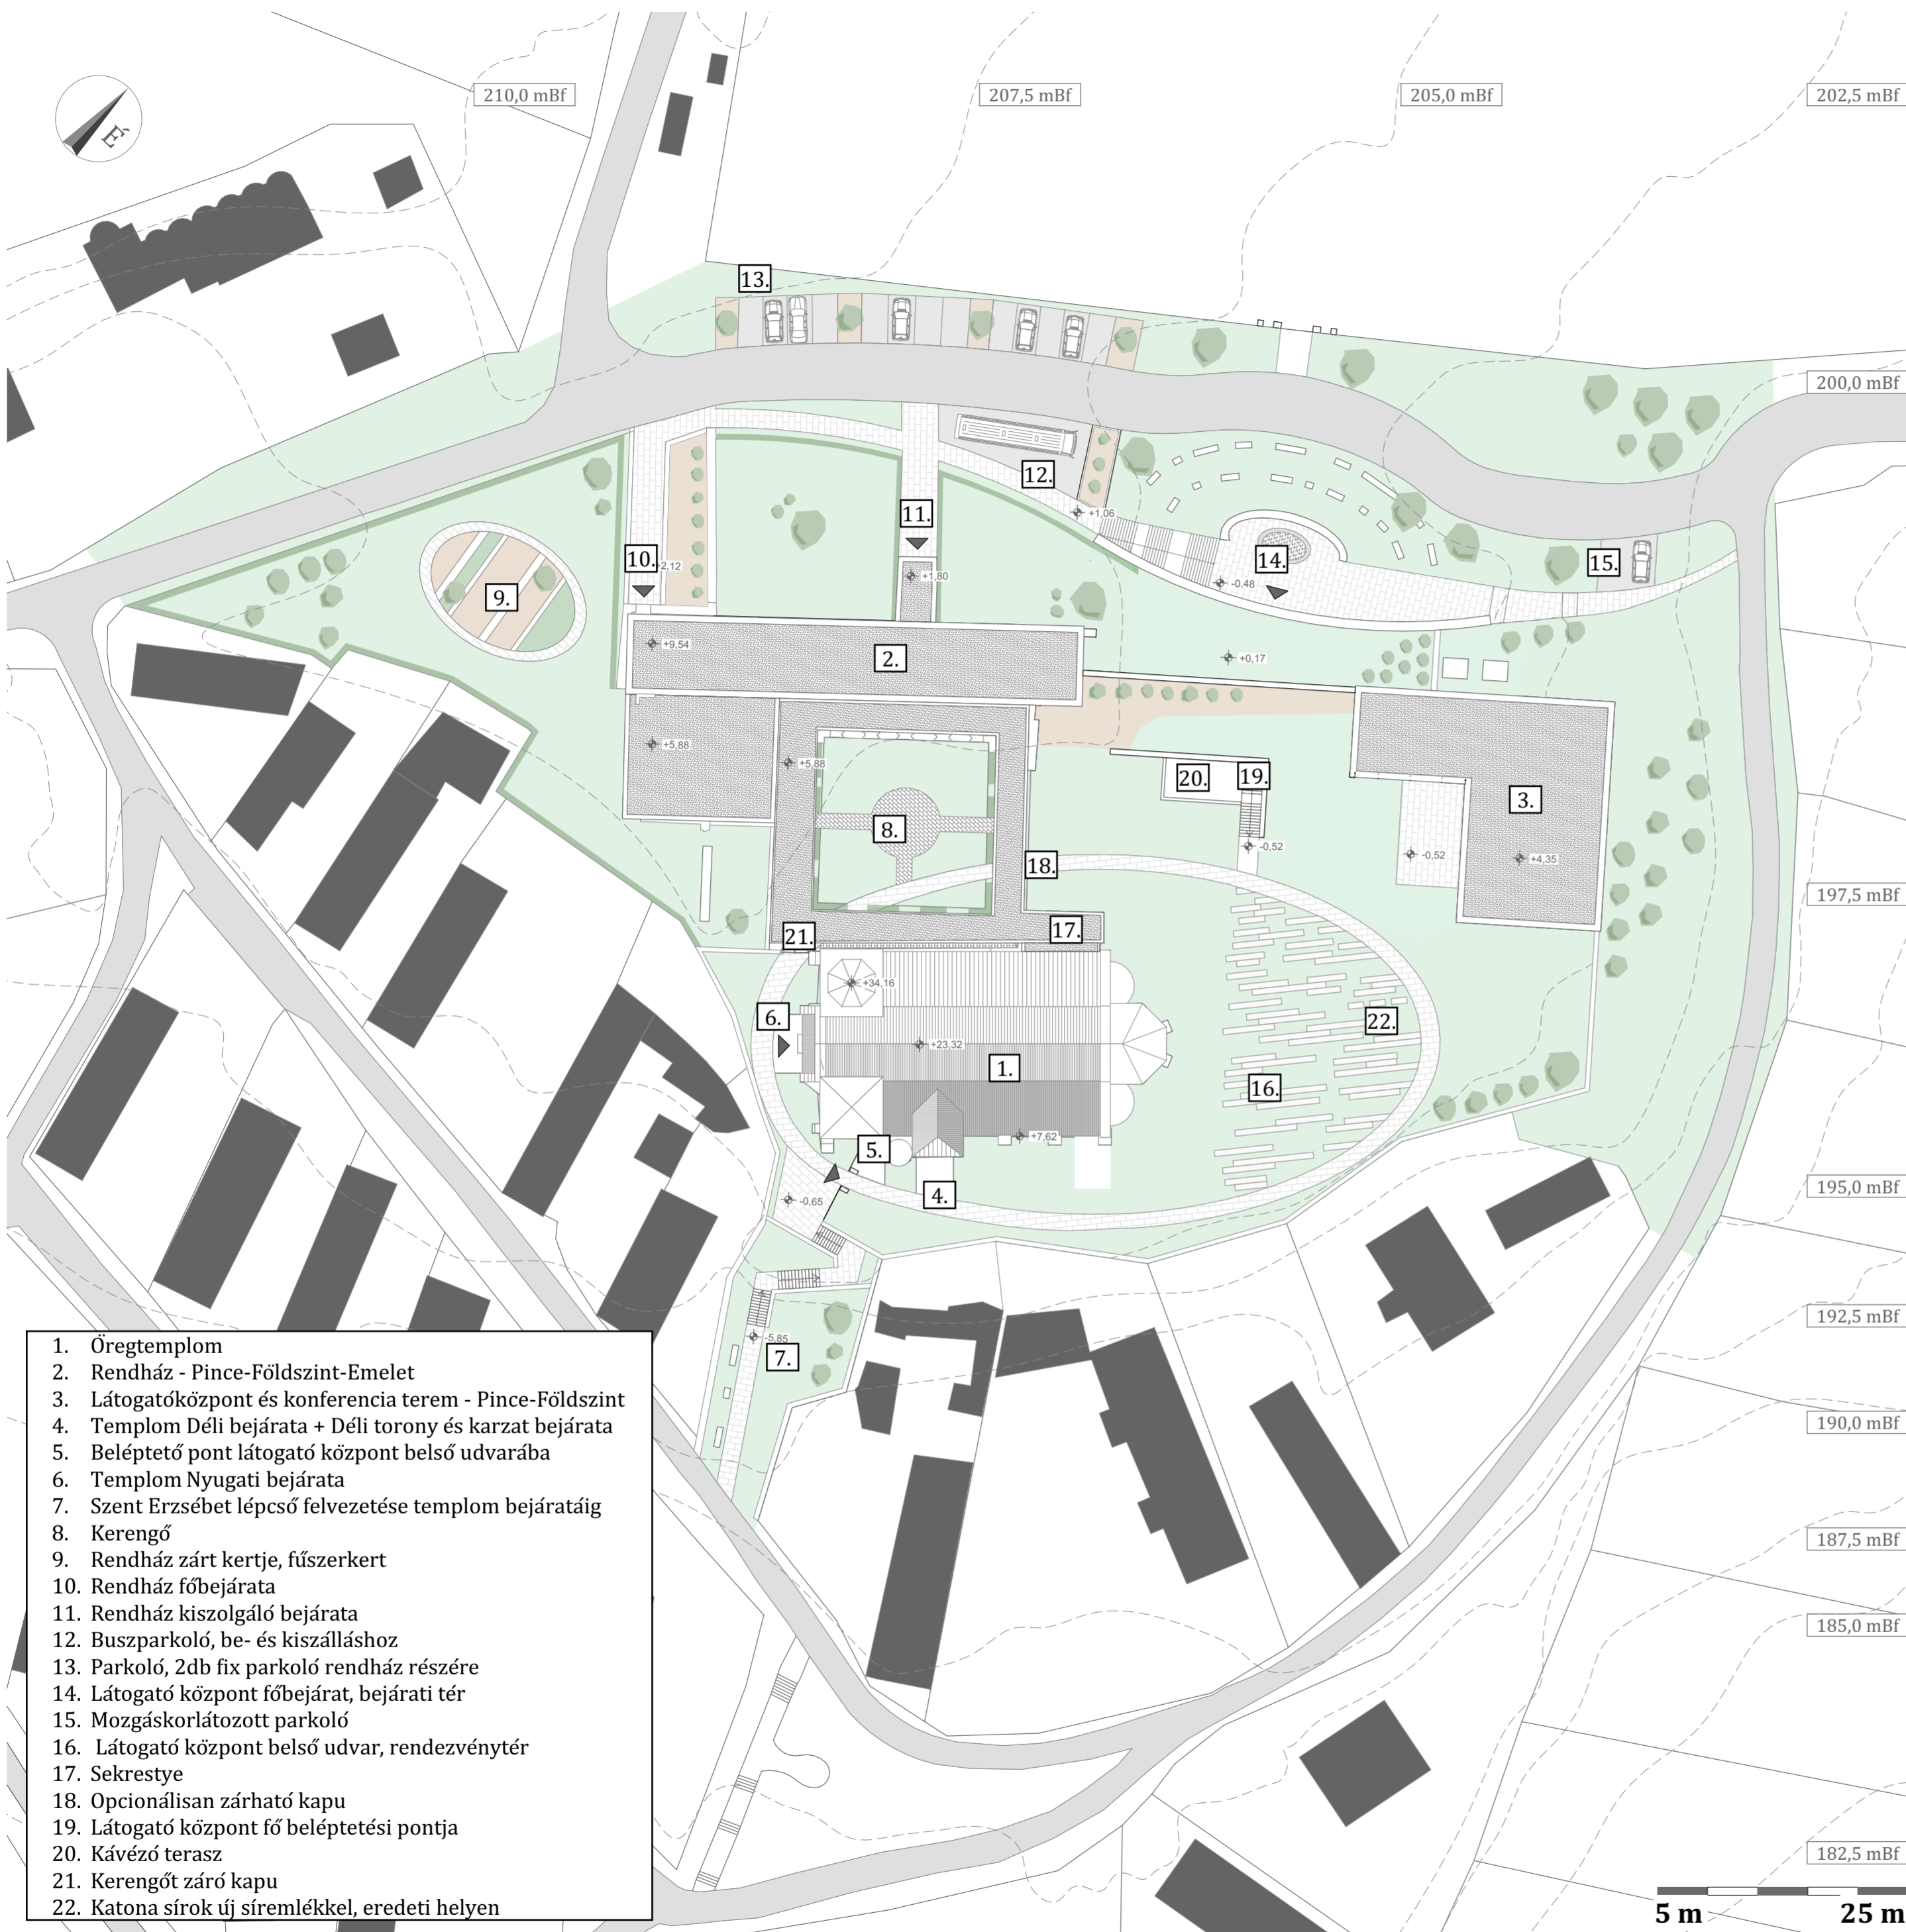 É
210,0 mBf
207,5 mBf
205,0 mBf
202,5 mBf
13.
200,0 mBf
12.
+1,06
11.
10.
-2,12
+1,80
14.
-0,48
15.
9.
+9,54
2.
+0,17
+5,88
+5,88
20.
19.
3.
8.
-0,52
-0,52
+4,35
18.
197,5 mBf
17.
21.
+34,16
6.
+23,32
22.
1.
16.
+7,62
5.
-0,65
4.
195,0 mBf
192,5 mBf
-5,85
7.
190,0 mBf
187,5 mBf
185,0 mBf
182,5 mBf
1. Öregtemplom
2. Rendház - Pince-Földszint-Emelet
3. Látogatóközpont és konferencia terem - Pince-Földszint
4. Templom Déli bejárata + Déli torony és karzat bejárata
5. Beléptető pont látogató központ belső udvarába
6. Templom Nyugati bejárata
7. Szent Erzsébet lépcső felvezetése templom bejáratáig
8. Kerengő
9. Rendház zárt kertje, fűszerkert
10. Rendház főbejárata
11. Rendház kiszolgáló bejárata
12. Buszparkoló, be- és kiszálláshoz
13. Parkoló, 2db fix parkoló rendház részére
14. Látogató központ főbejárat, bejárati tér
15. Mozgáskorlátozott parkoló
16. Látogató központ belső udvar, rendezvénytér
17. Sekrestye
18. Opcionálisan zárható kapu
19. Látogató központ fő beléptetési pontja
20. Kávézó terasz
21. Kerengőt záró kapu
22. Katona sírok új síremlékkel, eredeti helyen
5 m 25 m